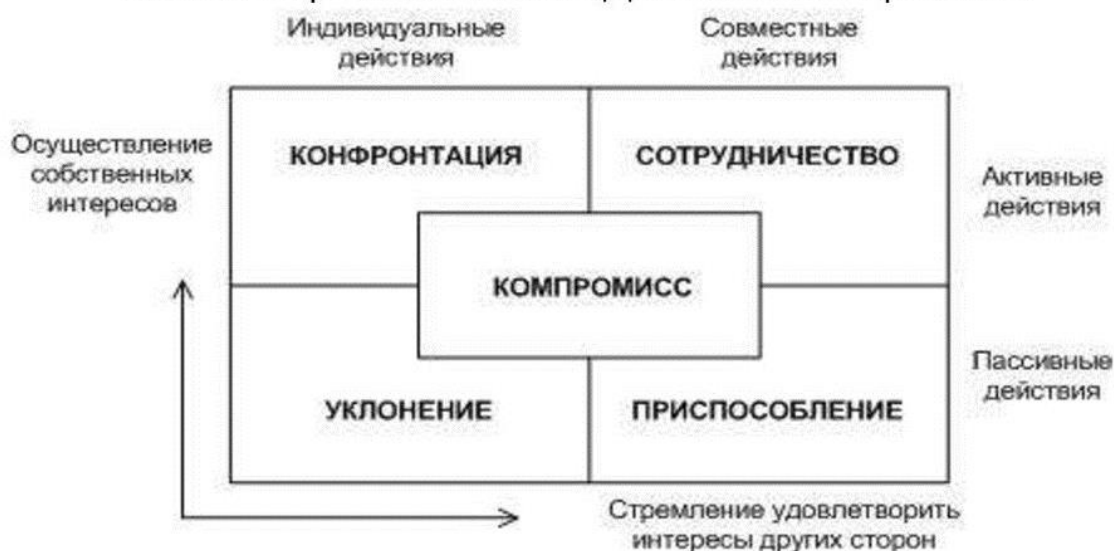 Индивидуальные
действия
Совместные
действия
Осуществление
собственных
интересов
КОНФРОНТАЦИЯ
СОТРУДНИЧЕСТВО
Активные
действия
КОМПРОМИСС
Пассивные
действия
УКЛОНЕНИЕ
ПРИСПОСОБЛЕНИЕ
Стремление удовлетворить
интересы других сторон